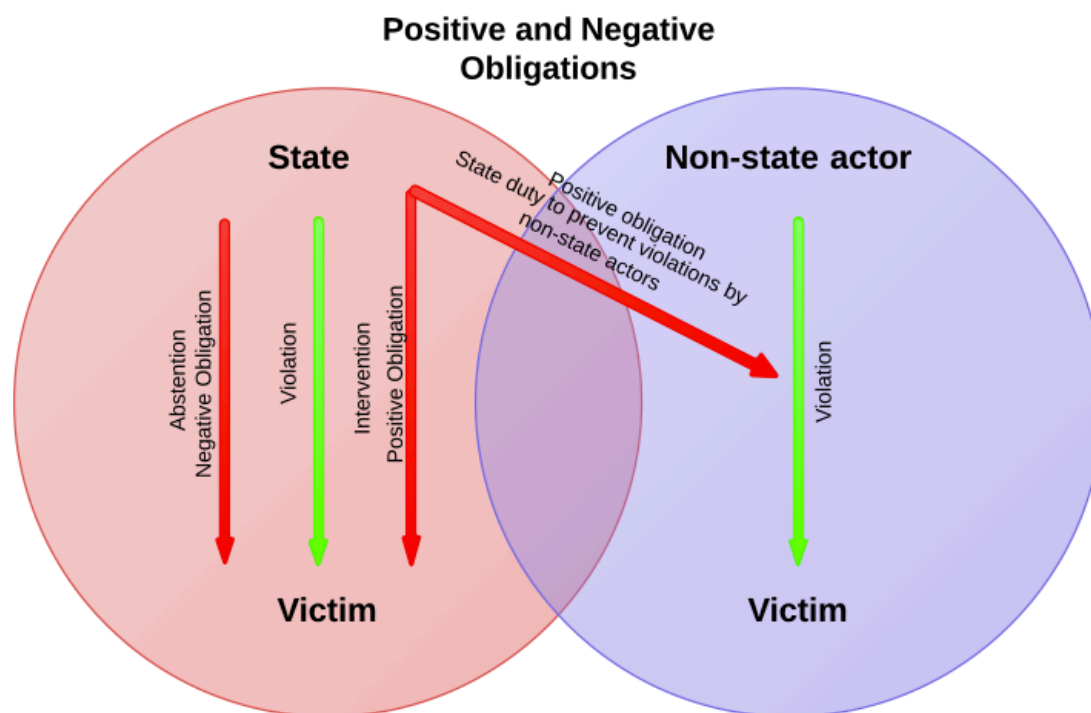 Positive and Negative
Obligations
State
Non-state actor
Positive obligation
State duty to prevent violations by
non-state actors
Abstention
Negative Obligation
Violation
Intervention
Positive Obligation
Violation
Victim
Victim